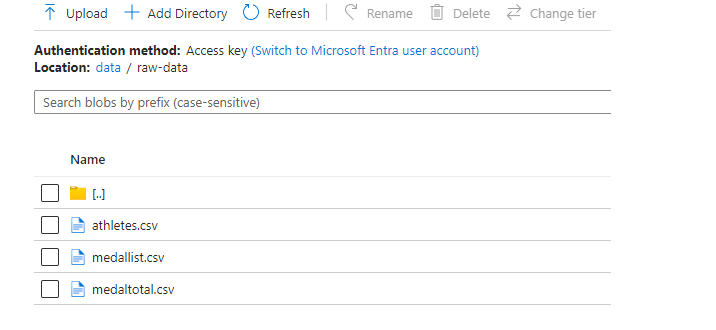 Upload Add Directory Refresh Rename Delete Change tier
Authentication method: Access key (Switch to Microsoft Entra user account)
Location: data / raw-data
Search blobs by prefix (case-sensitive)
Name
[..]
athletes.csv
medallist.csv
medaltotal.csv